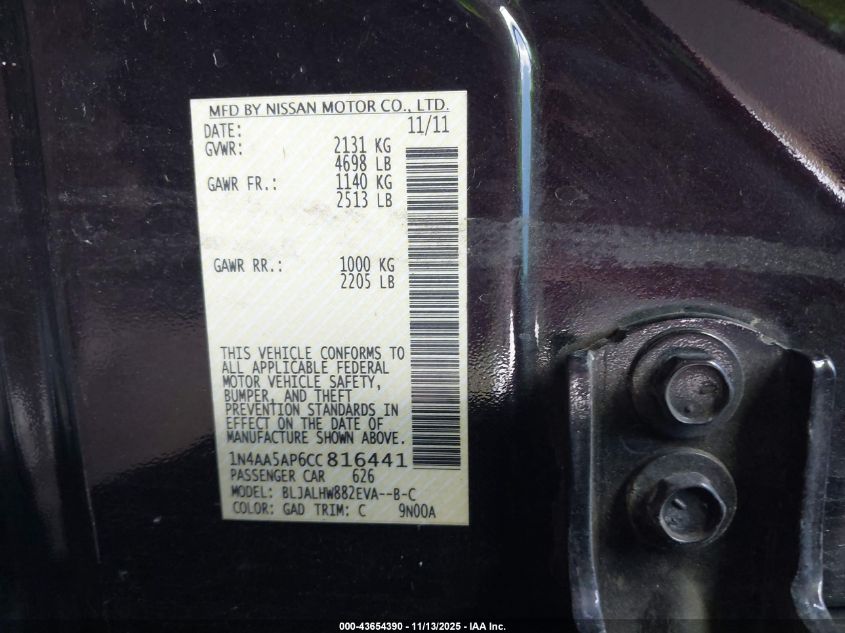 MFD BY NISSAN MOTOR CO., LTD.
DATE: 11/11
GVWR: 2131 KG
4698 LB
GAWR FR.: 1140 KG
2513 LB
GAWR RR.: 1000 KG
2205 LB
THIS VEHICLE CONFORMS TO
ALL APPLICABLE FEDERAL
MOTOR VEHICLE SAFETY,
BUMPER, AND THEFT
PREVENTION STANDARDS IN
EFFECT ON THE DATE OF
MANUFACTURE SHOWN ABOVE.
1N4AA5AP6CC816441
PASSENGER CAR 626
MODEL: BLJALHW882EVA--B-C
COLOR: GAD TRIM: C 9N00A
000-43654390 - 11/13/2025 - IAA Inc.